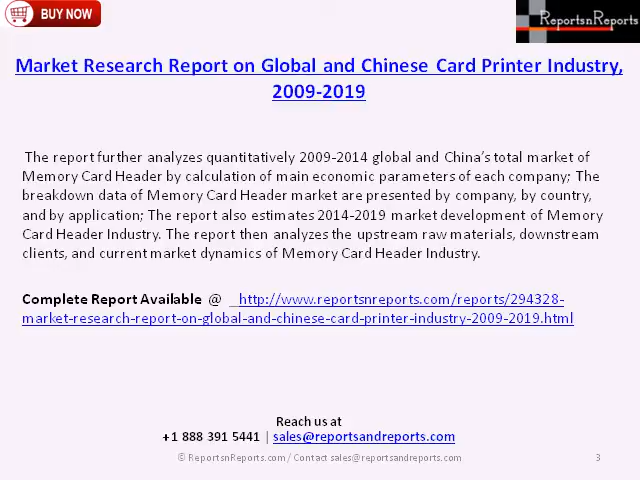 BUY NOW
ReportsnReports
Market Research Report on Global and Chinese Card Printer Industry,
2009-2019
The report further analyzes quantitatively 2009-2014 global and China's total market of
Memory Card Header by calculation of main economic parameters of each company; The
breakdown data of Memory Card Header market are presented by company, by country,
and by application; The report also estimates 2014-2019 market development of Memory
Card Header Industry. The report then analyzes the upstream raw materials, downstream
clients, and current market dynamics of Memory Card Header Industry.
Complete Report Available @ http://www.reportsnreports.com/reports/294328-
market-research-report-on-global-and-chinese-card-printer-industry-2009-2019.html
Reach us at
+1 888 391 5441 | sales@reportsandreports.com
© ReportsnReports.com / Contact sales@reportsandreports.com
3